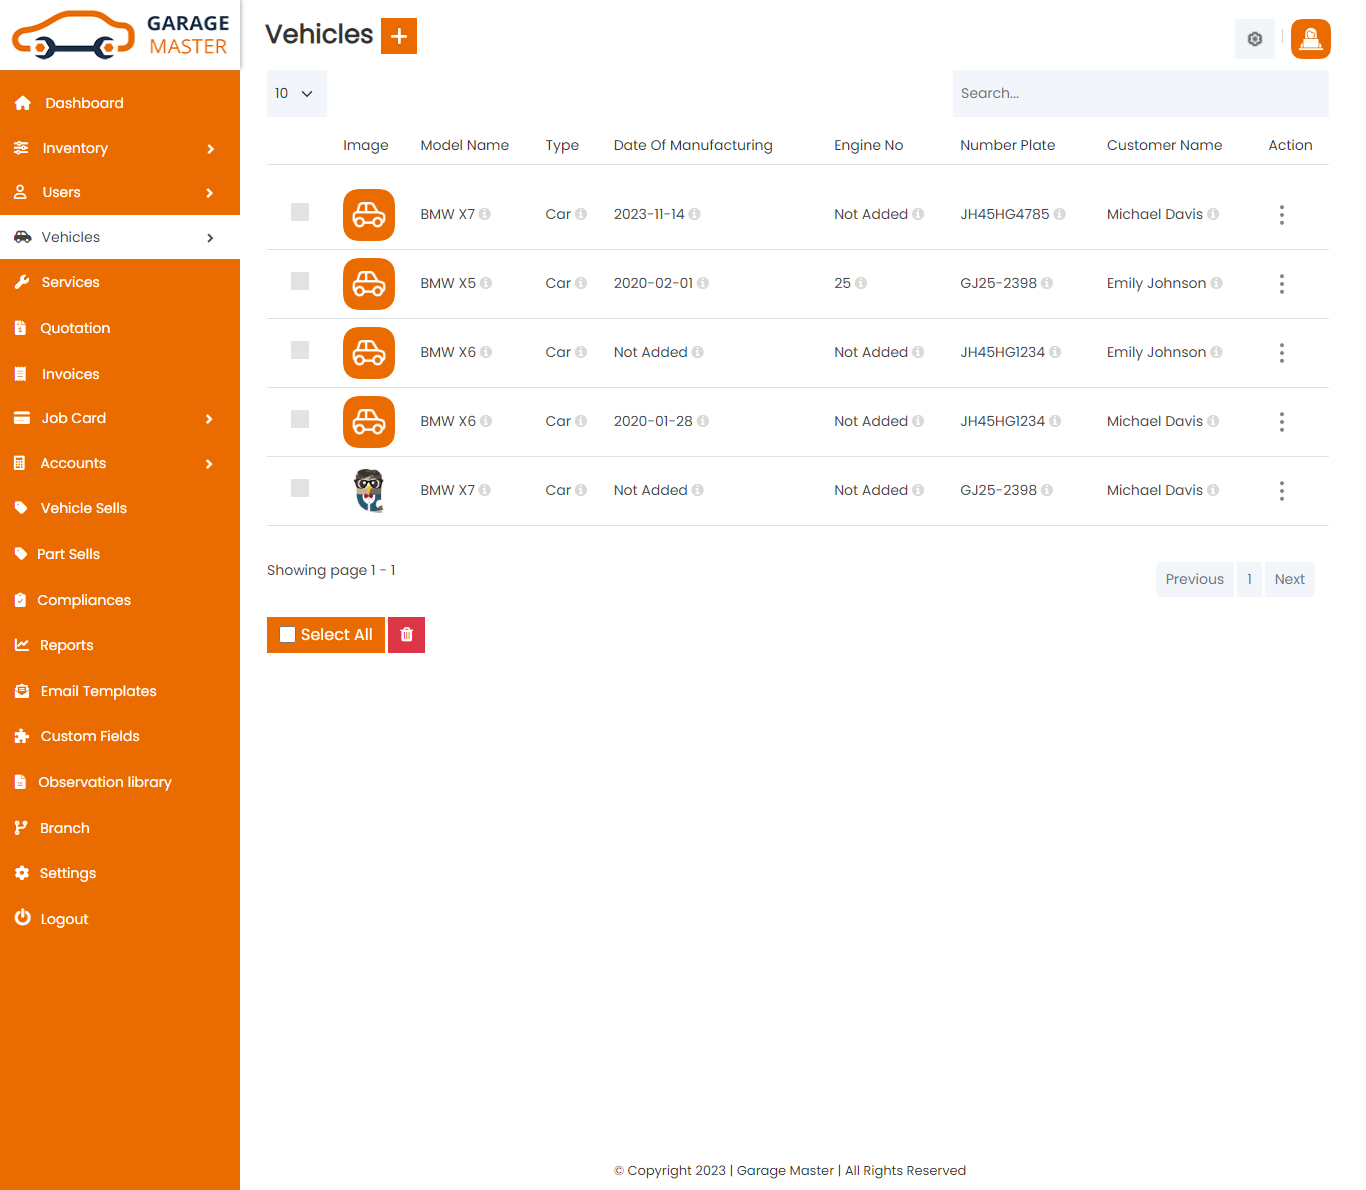 GARAGE
MASTER
Vehicles
10
Search...
Image Model Name Type Date Of Manufacturing Engine No Number Plate Customer Name Action
BMW X7 Car 2023-11-14 Not Added JH45HG4785 Michael Davis
BMW X5 Car 2020-02-01 25 GJ25-2398 Emily Johnson
BMW X6 Car Not Added Not Added JH45HG1234 Emily Johnson
BMW X6 Car 2020-01-28 Not Added JH45HG1234 Michael Davis
BMW X7 Car Not Added Not Added GJ25-2398 Michael Davis
Showing page 1 - 1
Previous 1 Next
Select All
Dashboard
Inventory
Users
Vehicles
Services
Quotation
Invoices
Job Card
Accounts
Vehicle Sells
Part Sells
Compliances
Reports
Email Templates
Custom Fields
Observation library
Branch
Settings
Logout
© Copyright 2023 | Garage Master | All Rights Reserved